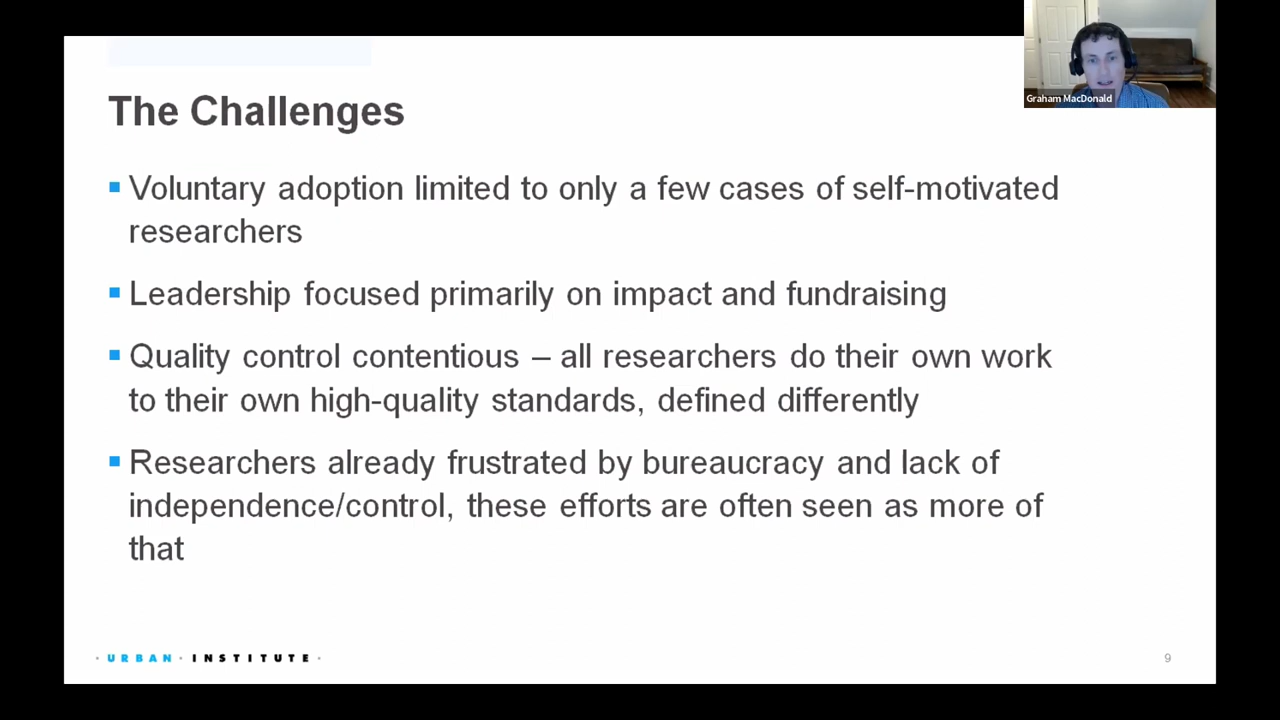 Graham MacDonald
The Challenges
Voluntary adoption limited to only a few cases of self-motivated
researchers
Leadership focused primarily on impact and fundraising
Quality control contentious – all researchers do their own work
to their own high-quality standards, defined differently
Researchers already frustrated by bureaucracy and lack of
independence/control, these efforts are often seen as more of
that
· URBAN · INSTITUTE ·
9